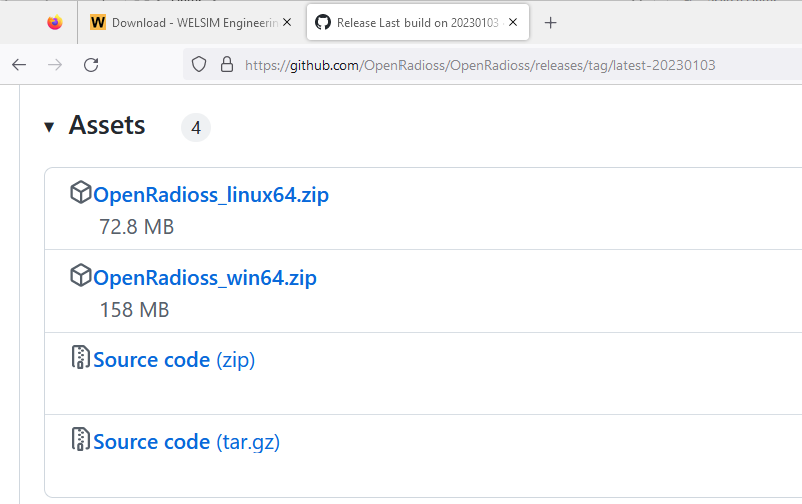 Download - WELSIM Engineerin
Release Last build on 20230103
https://github.com/OpenRadioss/OpenRadioss/releases/tag/latest-20230103
Assets 4
OpenRadioss_linux64.zip
72.8 MB
OpenRadioss_win64.zip
158 MB
Source code (zip)
Source code (tar.gz)